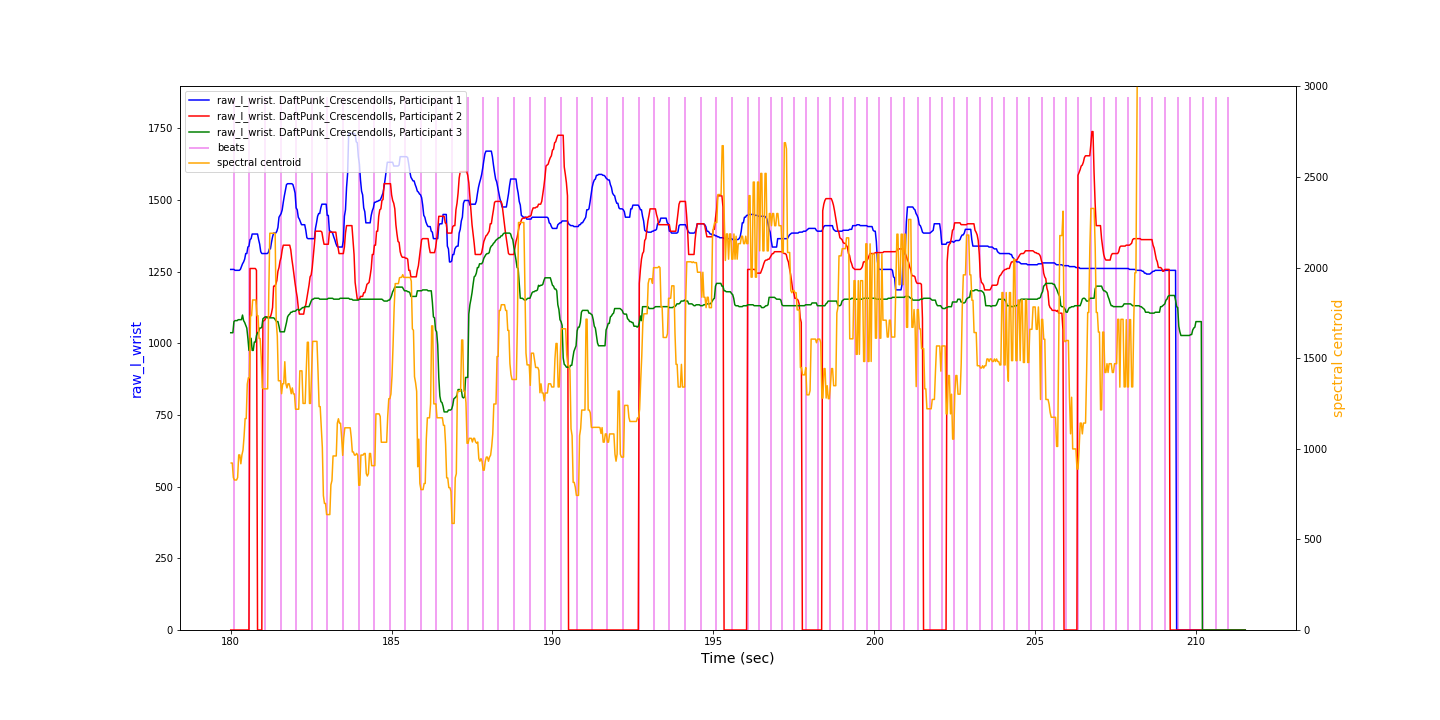 raw_l_wrist. DaftPunk_Crescendolls, Participant 1
raw_l_wrist. DaftPunk_Crescendolls, Participant 2
raw_l_wrist. DaftPunk_Crescendolls, Participant 3
beats
spectral centroid
raw_l_wrist
1750
1500
1250
1000
750
500
250
0
180
185
190
195
200
205
210
Time (sec)
3000
2500
2000
1500
1000
500
0
spectral centroid